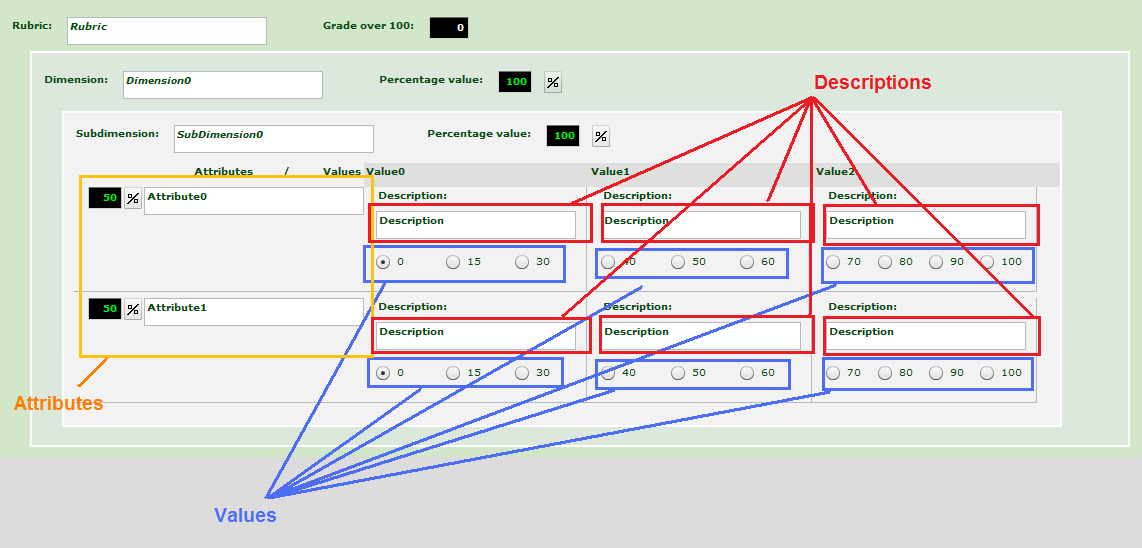 Rubric: Rubric Grade over 100: 0
Dimension: Dimension0 Percentage value: 100 %
Descriptions
Subdimension: SubDimension0 Percentage value: 100 %
Attributes / Values Value0 Value1 Value2
50 % Attribute0 Description: Description: Description:
Description Description Description
0 15 30 40 50 60 70 80 90 100
50 % Attribute1 Description: Description: Description:
Description Description Description
0 15 30 40 50 60 70 80 90 100
Attributes
Values